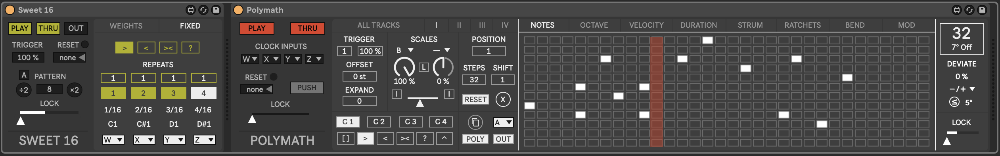 Sweet 16
PLAY THRU OUT
TRIGGER RESET
100 % none
A PATTERN
÷2 8 ×2
LOCK
SWEET 16
WEIGHTS FIXED
> < >< ?
REPEATS
1 1 1 1
1 2 3 4
1/16 2/16 3/16 4/16
C1 C#1 D1 D#1
W X Y Z
Polymath
PLAY THRU
CLOCK INPUTS
W X Y Z
RESET
none PUSH
LOCK
POLYMATH
ALL TRACKS I II III IV
TRIGGER
1 100 %
OFFSET
0 st
EXPAND
0
SCALES
B —
L
100 % 0 %
I I
POSITION
1
STEPS SHIFT
32 1
RESET X
C 1 C 2 C 3 C 4
[ ] > < >< ? ^
A
POLY OUT
NOTES OCTAVE VELOCITY DURATION STRUM RATCHETS BEND MOD
32
7° Off
DEVIATE
0 %
−/+
≤ 5°
LOCK